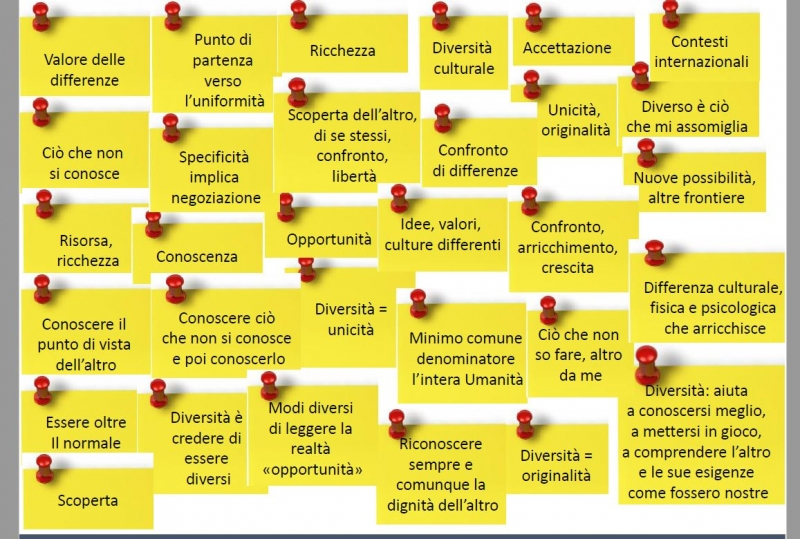 Valore delle
differenze
Punto di
partenza
verso
l'uniformità
Ricchezza
Diversità
culturale
Accettazione
Contesti
internazionali
Ciò che non
si conosce
Specificità
implica
negoziazione
Scoperta dell'altro,
di se stessi,
confronto,
libertà
Confronto
di differenze
Unicità,
originalità
Diverso è ciò
che mi assomiglia
Nuove possibilità,
altre frontiere
Risorsa,
ricchezza
Conoscenza
Opportunità
Idee, valori,
culture differenti
Confronto,
arricchimento,
crescita
Differenza culturale,
fisica e psicologica
che arricchisce
Conoscere il
punto di vista
dell'altro
Conoscere ciò
che non si conosce
e poi conoscerlo
Diversità =
unicità
Minimo comune
denominatore
l'intera Umanità
Ciò che non
so fare, altro
da me
Diversità: aiuta
a conoscersi meglio,
a mettersi in gioco,
a comprendere l'altro
e le sue esigenze
come fossero nostre
Essere oltre
Il normale
Diversità è
credere di
essere
diversi
Modi diversi
di leggere la
realtà
«opportunità»
Riconoscere
sempre e
comunque la
dignità dell'altro
Diversità =
originalità
Scoperta